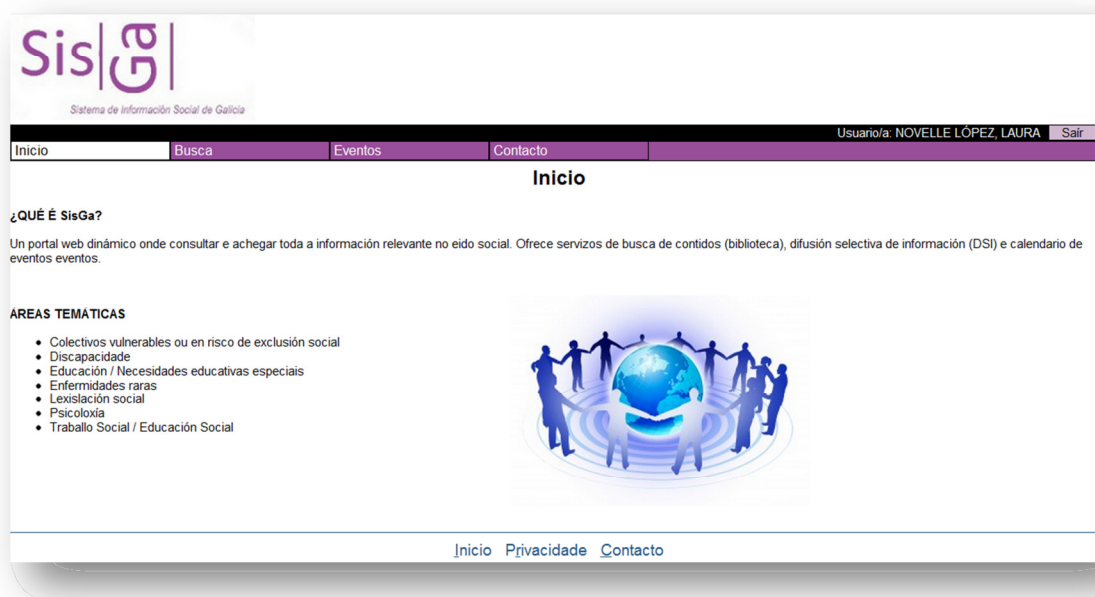 Sis|Ga|
Sistema de Información Social de Galicia
Usuario/a: NOVELLE LÓPEZ, LAURA Saír
Inicio Busca Eventos Contacto
Inicio
¿QUÉ É SisGa?
Un portal web dinámico onde consultar e achegar toda a información relevante no eido social. Ofrece servizos de busca de contidos (biblioteca), difusión selectiva de información (DSI) e calendario de
eventos eventos.
ÁREAS TEMÁTICAS
• Colectivos vulnerables ou en risco de exclusión social
• Discapacidade
• Educación / Necesidades educativas especiais
• Enfermidades raras
• Lexislación social
• Psicoloxía
• Traballo Social / Educación Social
Inicio Privacidade Contacto